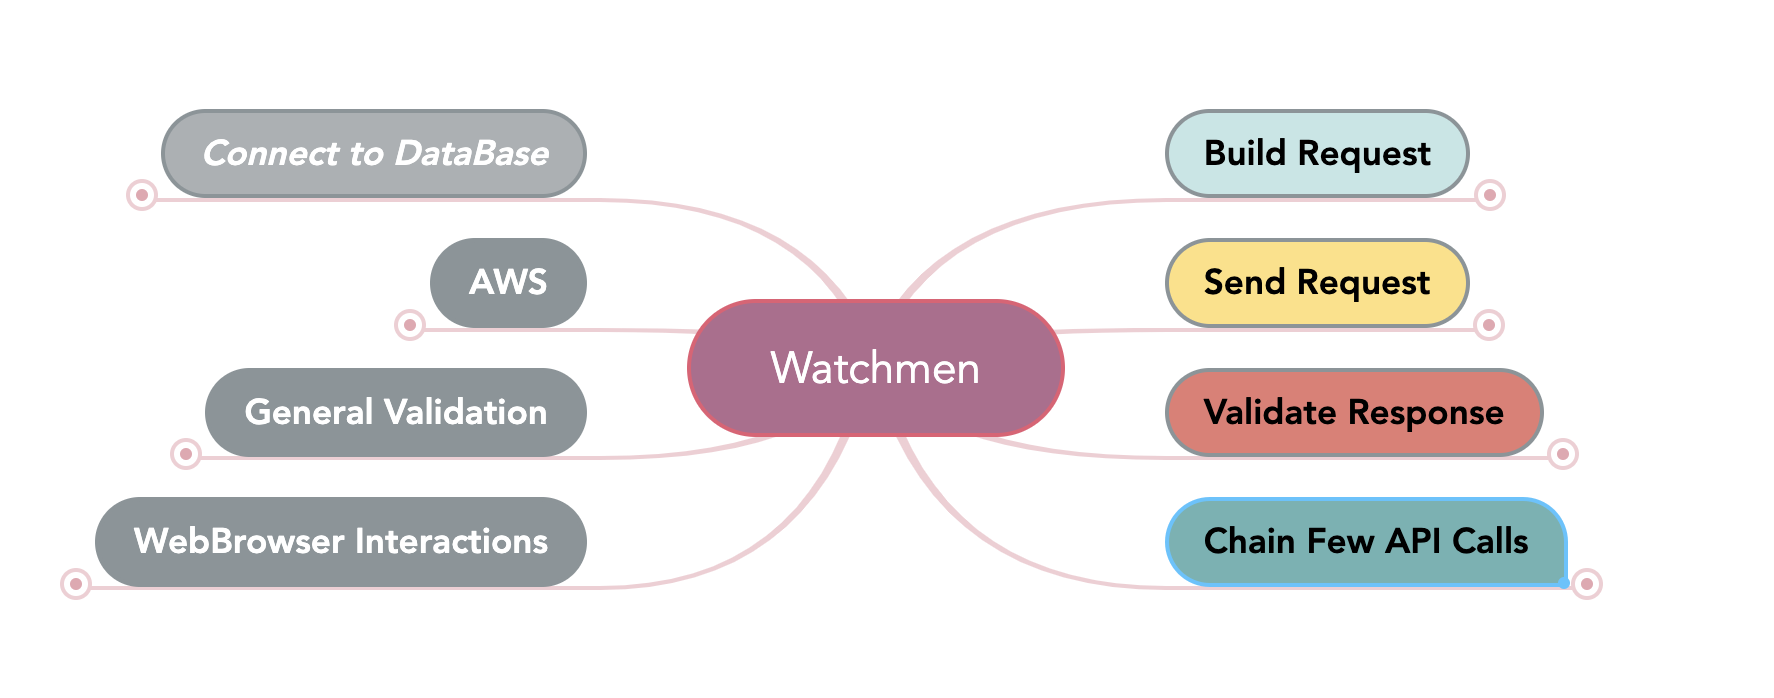 Connect to DataBase
AWS
General Validation
WebBrowser Interactions
Watchmen
Build Request
Send Request
Validate Response
Chain Few API Calls